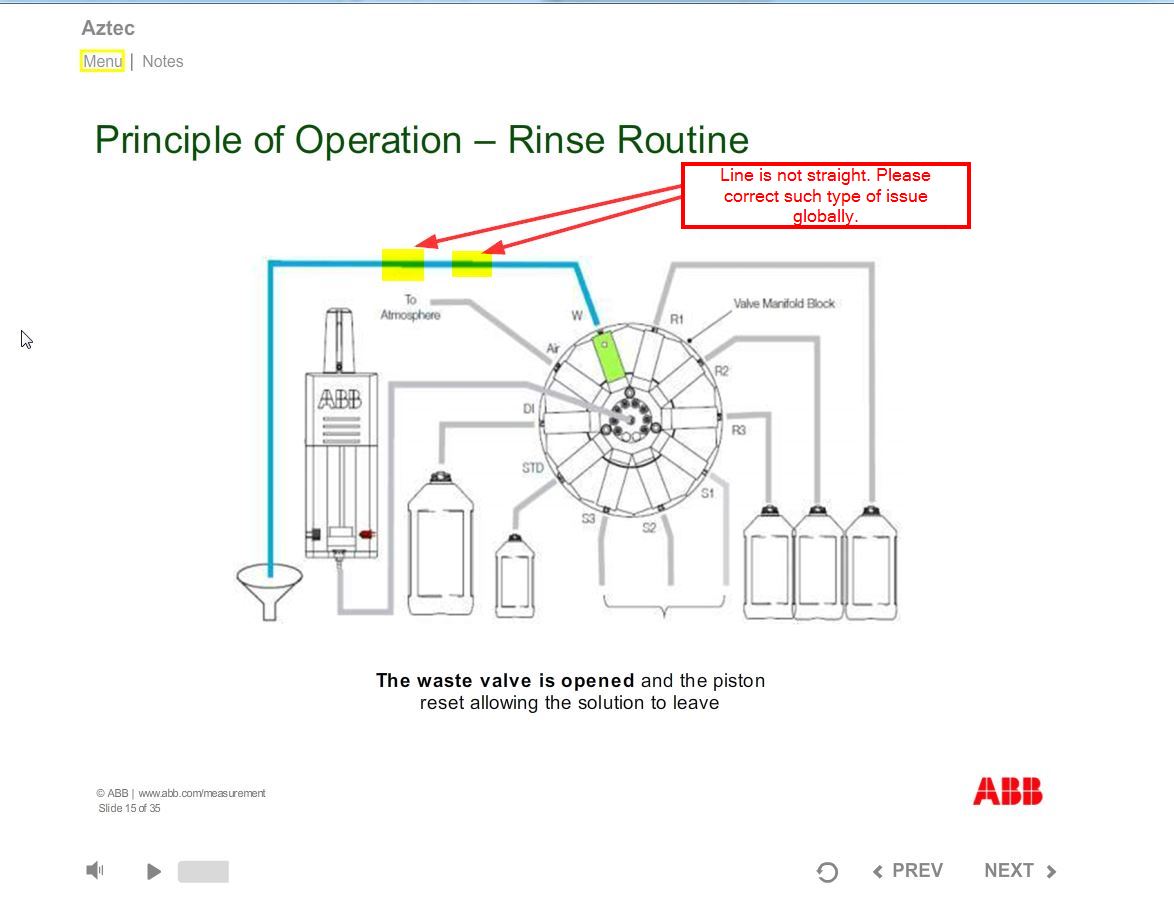 Aztec
Menu | Notes
Principle of Operation – Rinse Routine
Line is not straight. Please
correct such type of issue
globally.
To
Atmosphere
W
R1
Valve Manifold Block
Air
R2
ABB
DI
R3
STD
S1
S3
S2
The waste valve is opened and the piston
reset allowing the solution to leave
© ABB | www.abb.com/measurement
Slide 15 of 35
ABB
PREV
NEXT